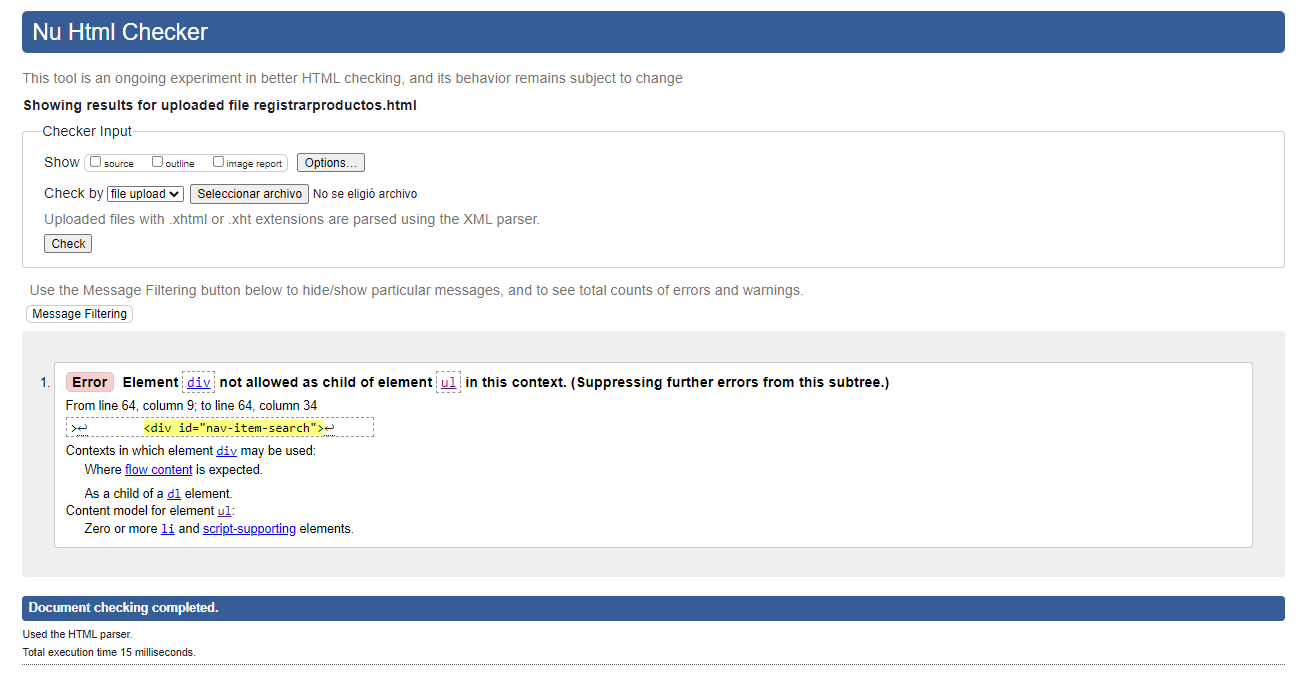 Nu Html Checker
This tool is an ongoing experiment in better HTML checking, and its behavior remains subject to change
Showing results for uploaded file registrarproductos.html
Checker Input
Show source outline image report Options...
Check by file upload Seleccionar archivo No se eligió archivo
Uploaded files with .xhtml or .xht extensions are parsed using the XML parser.
Check
Use the Message Filtering button below to hide/show particular messages, and to see total counts of errors and warnings.
Message Filtering
1. Error Element div not allowed as child of element ul in this context. (Suppressing further errors from this subtree.)
From line 64, column 9; to line 64, column 34
>↩ <div id="nav-item-search">↩
Contexts in which element div may be used:
Where flow content is expected.
As a child of a dl element.
Content model for element ul:
Zero or more li and script-supporting elements.
Document checking completed.
Used the HTML parser.
Total execution time 15 milliseconds.